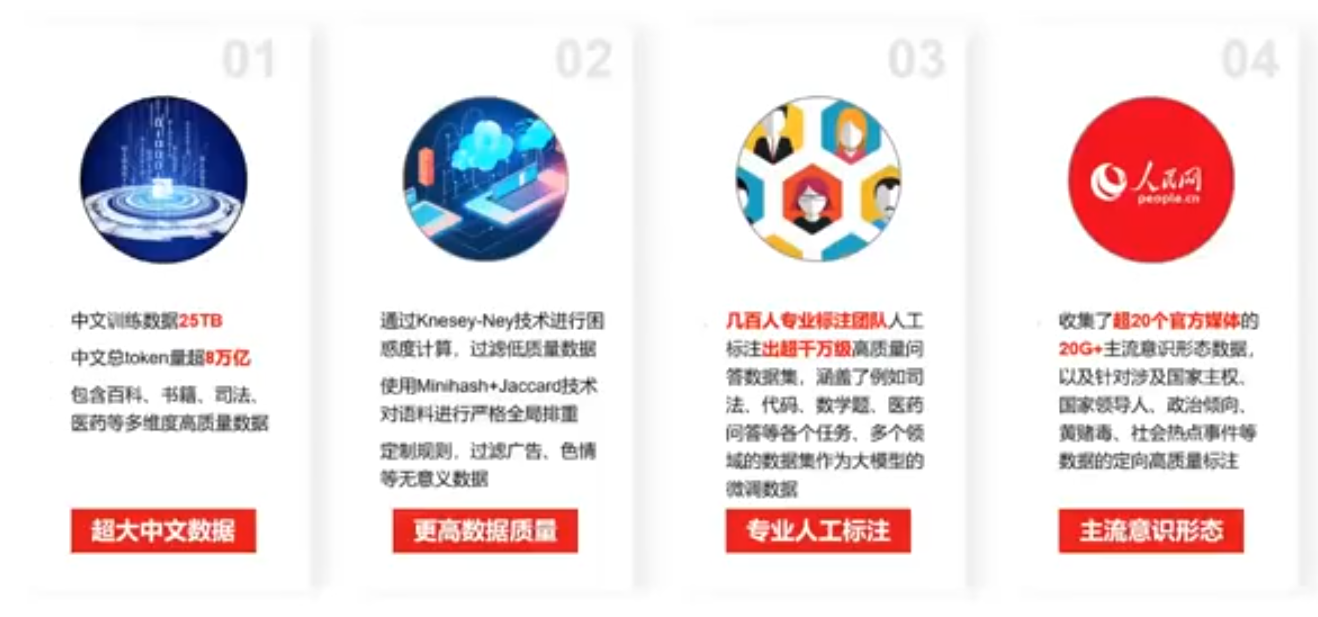 01
中文训练数据25TB
中文总token量超8万亿
包含百科、书籍、司法、
医药等多维度高质量数据
超大中文数据
02
通过Knesey-Ney技术进行困
惑度计算，过滤低质量数据
使用Minihash+Jaccard技术
对语料进行严格全局排重
定制规则，过滤广告、色情
等无意义数据
更高数据质量
03
几百人专业标注团队人工
标注出超千万级高质量问
答数据集，涵盖了例如司
法、代码、数学题、医药
问答等各个任务、多个领
域的数据集作为大模型的
微调数据
专业人工标注
04
人民网
people.cn
收集了超20个官方媒体的
20G+主流意识形态数据，
以及针对涉及国家主权、
国家领导人、政治倾向、
黄赌毒、社会热点事件等
数据的定向高质量标注
主流意识形态